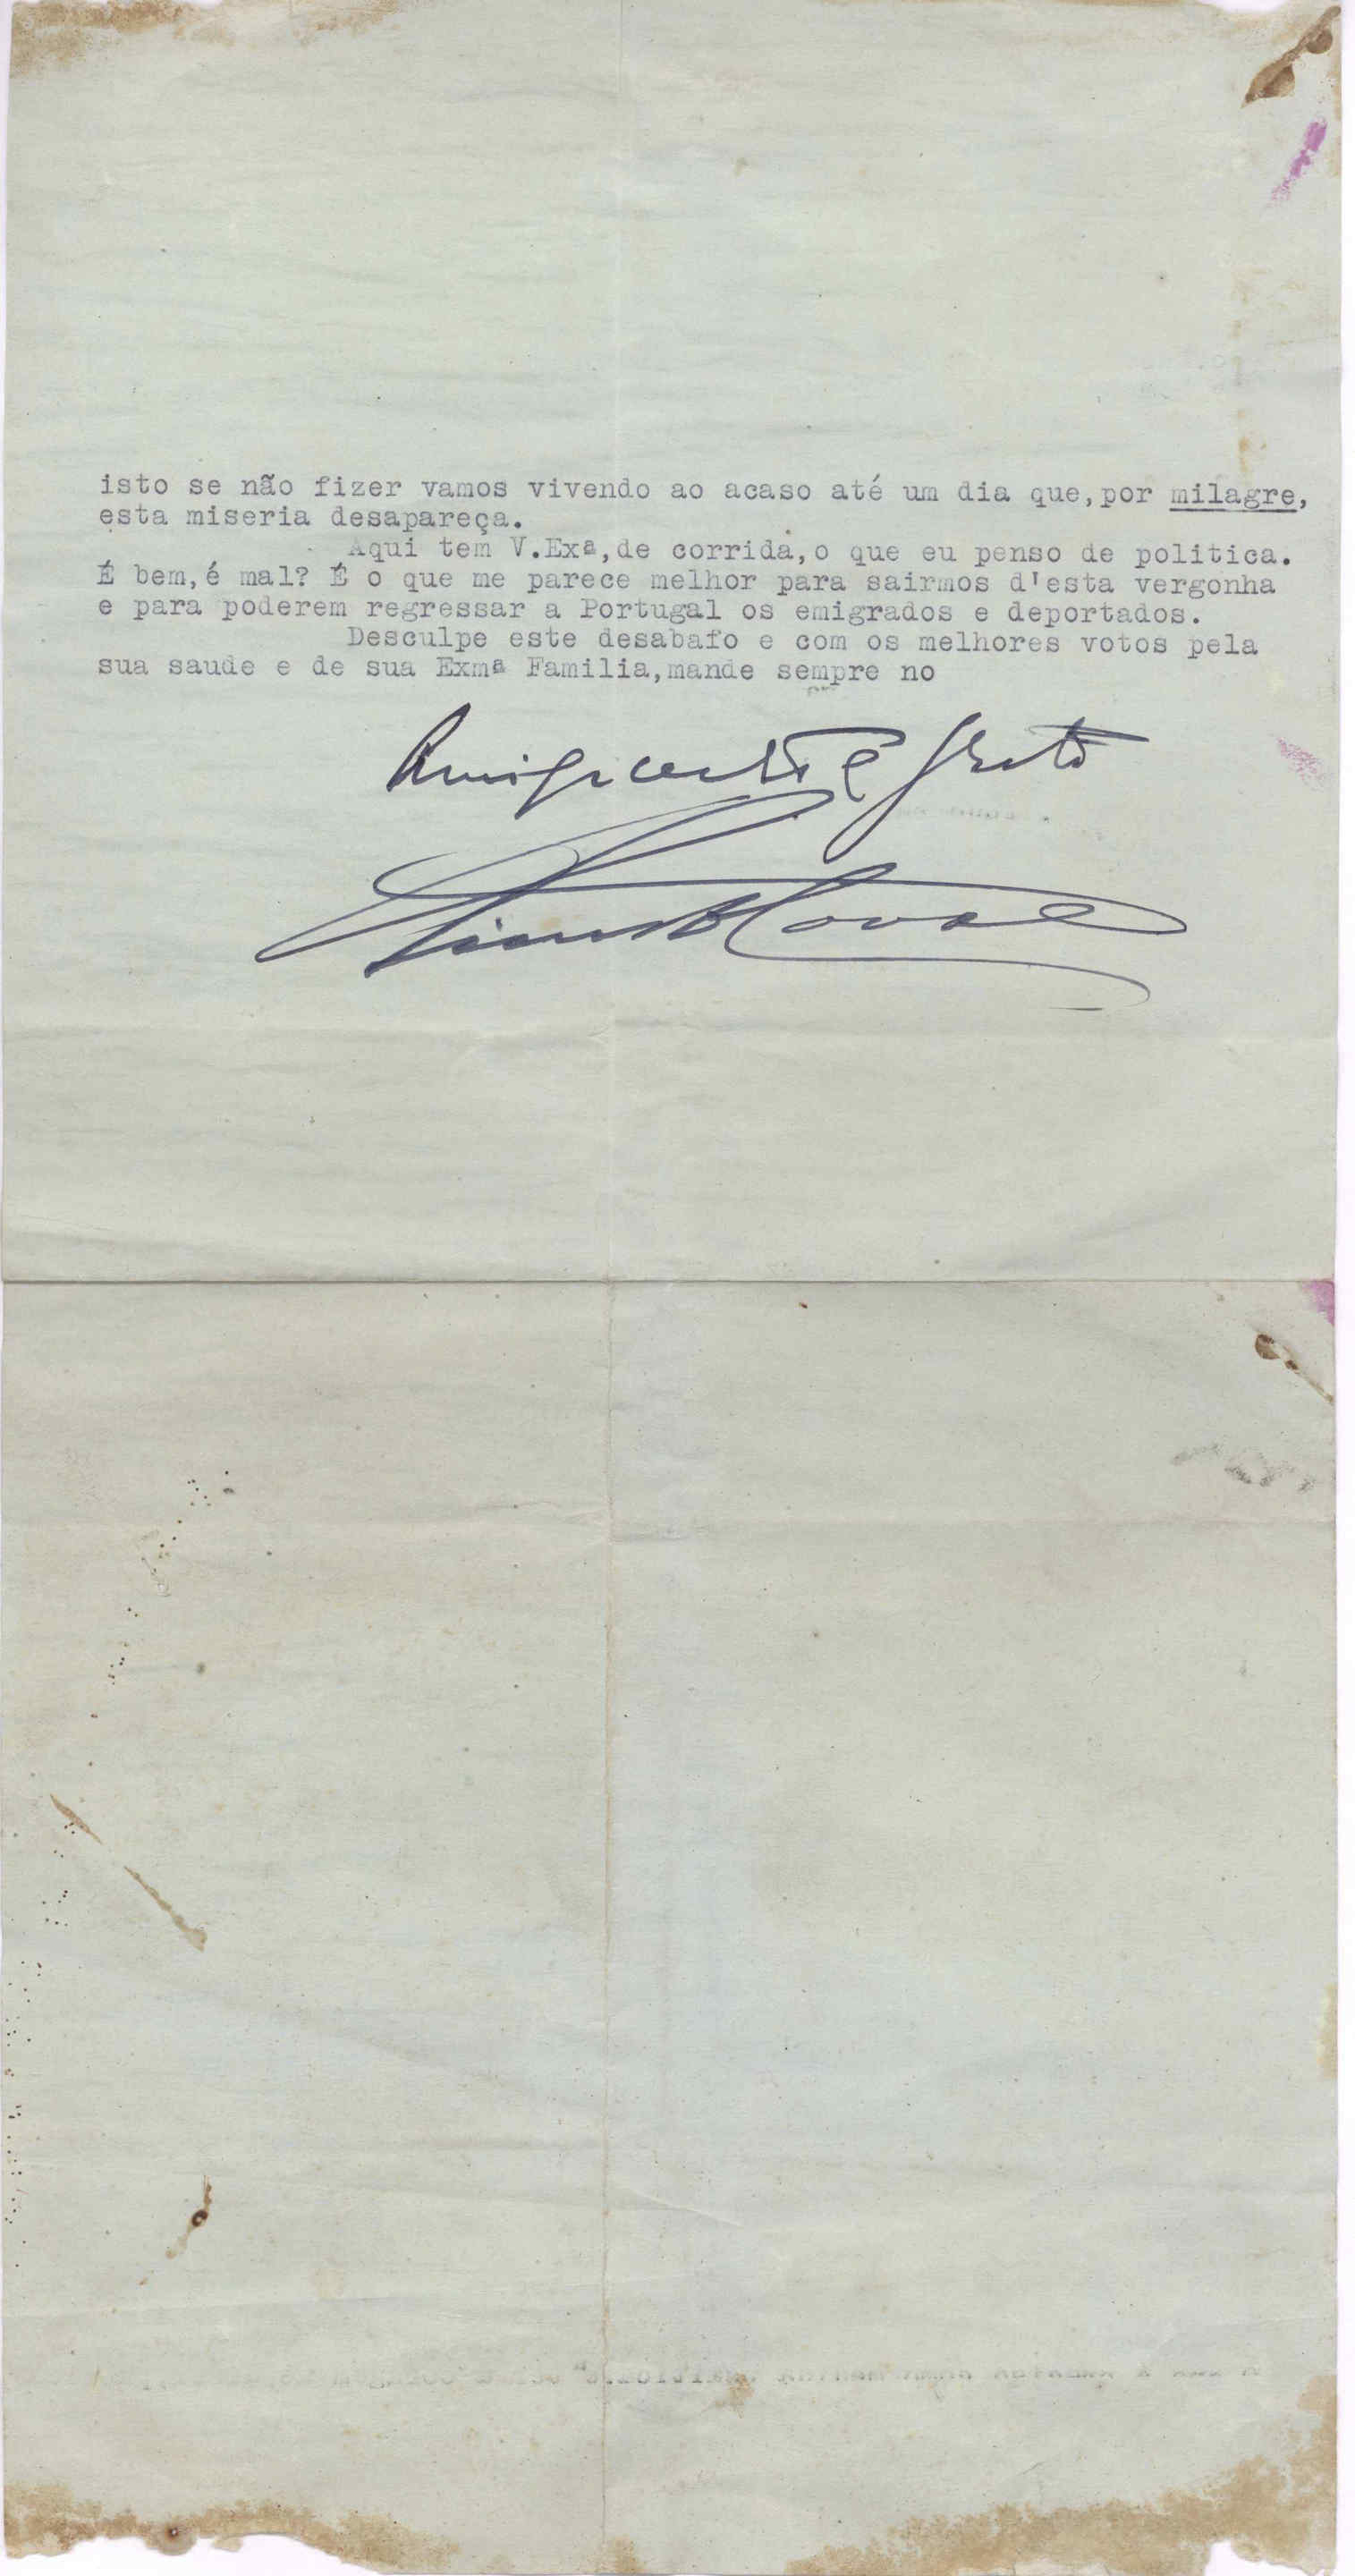 isto se não fizer vamos vivendo ao acaso até um dia que,por milagre,
esta miseria desapareça.
Aqui tem V.Exª,de corrida,o que eu penso de politica.
É bem,é mal? É o que me parece melhor para sairmos d'esta vergonha
e para poderem regressar a Portugal os emigrados e deportados.
Desculpe este desabafo e com os melhores votos pela
sua saude e de sua Exmª Familia,mande sempre no
Amigo certo e grato